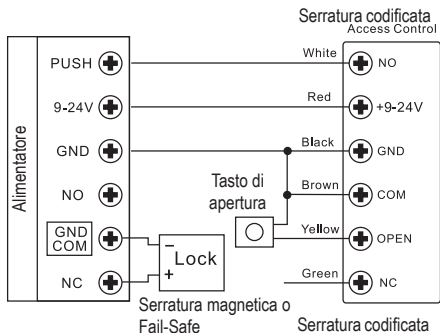 Serratura codificata
Access Control
Alimentatore
PUSH
9-24V
GND
NO
GND
COM
NC
White
Red
Black
Brown
Yellow
Green
NO
+9-24V
GND
COM
OPEN
NC
Tasto di
apertura
−
+
Lock
Serratura magnetica o
Fail-Safe
Serratura codificata